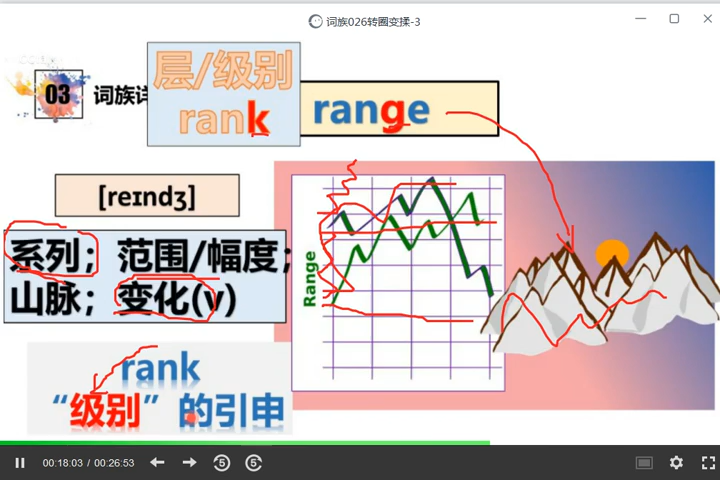 词族026转圈变揉-3
03
词族详
层/级别
rank
range
[reɪndʒ]
系列；范围/幅度；
山脉；变化(v)
Range
rank
“级别”的引申
00:18:03 / 00:26:53
5
5